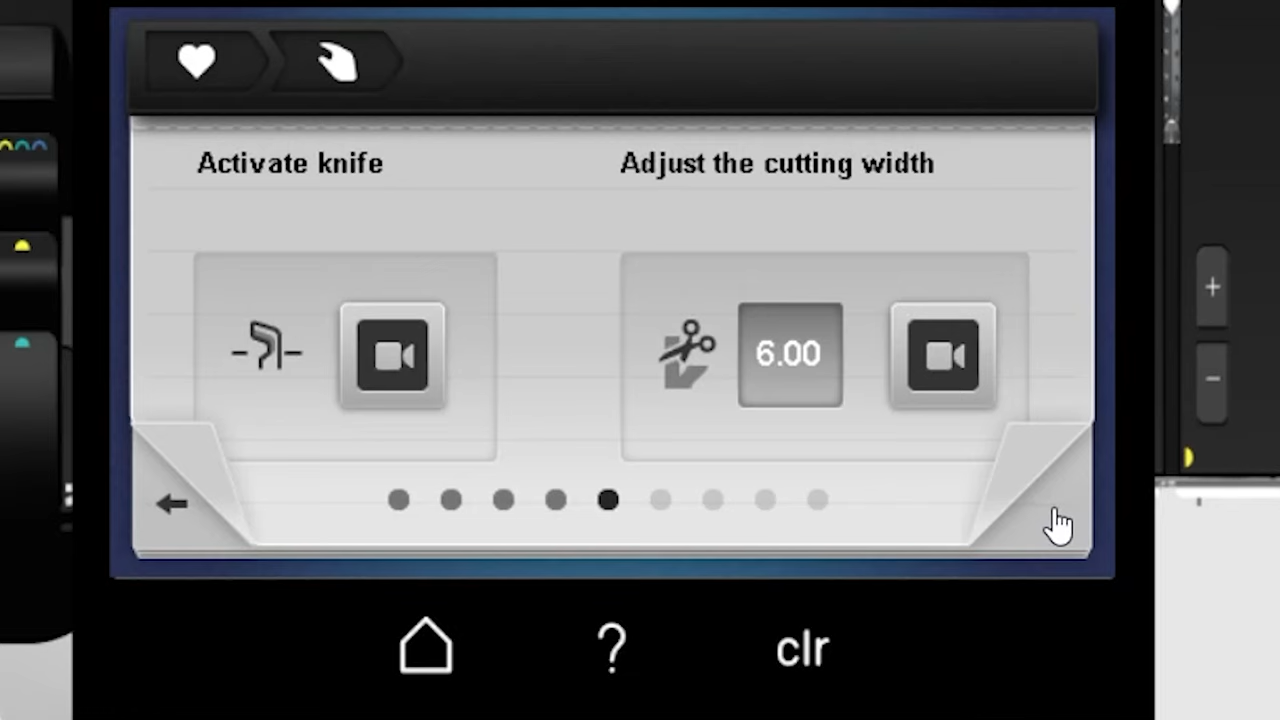 Activate knife
Adjust the cutting width
6.00
+
-
?
clr